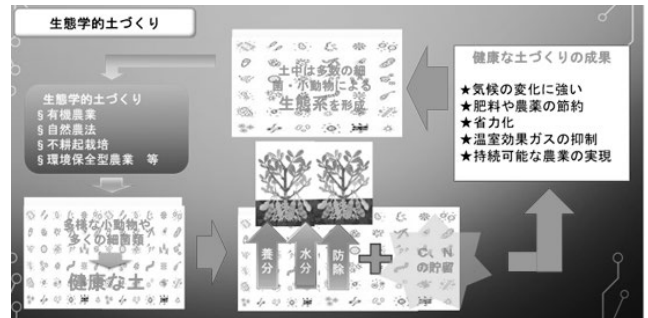 生態学的土づくり
土中は多数の細
菌・小動物による
生態系を形成
健康な土づくりの成果
★気候の変化に強い
★肥料や農薬の節約
★省力化
★温室効果ガスの抑制
★持続可能な農業の実現
生態学的土づくり
§有機農業
§自然農法
§不耕起栽培
§環境保全型農業 等
多様な小動物や
多くの細菌類
健康な土
養分
水分
防除
C、N
の貯留